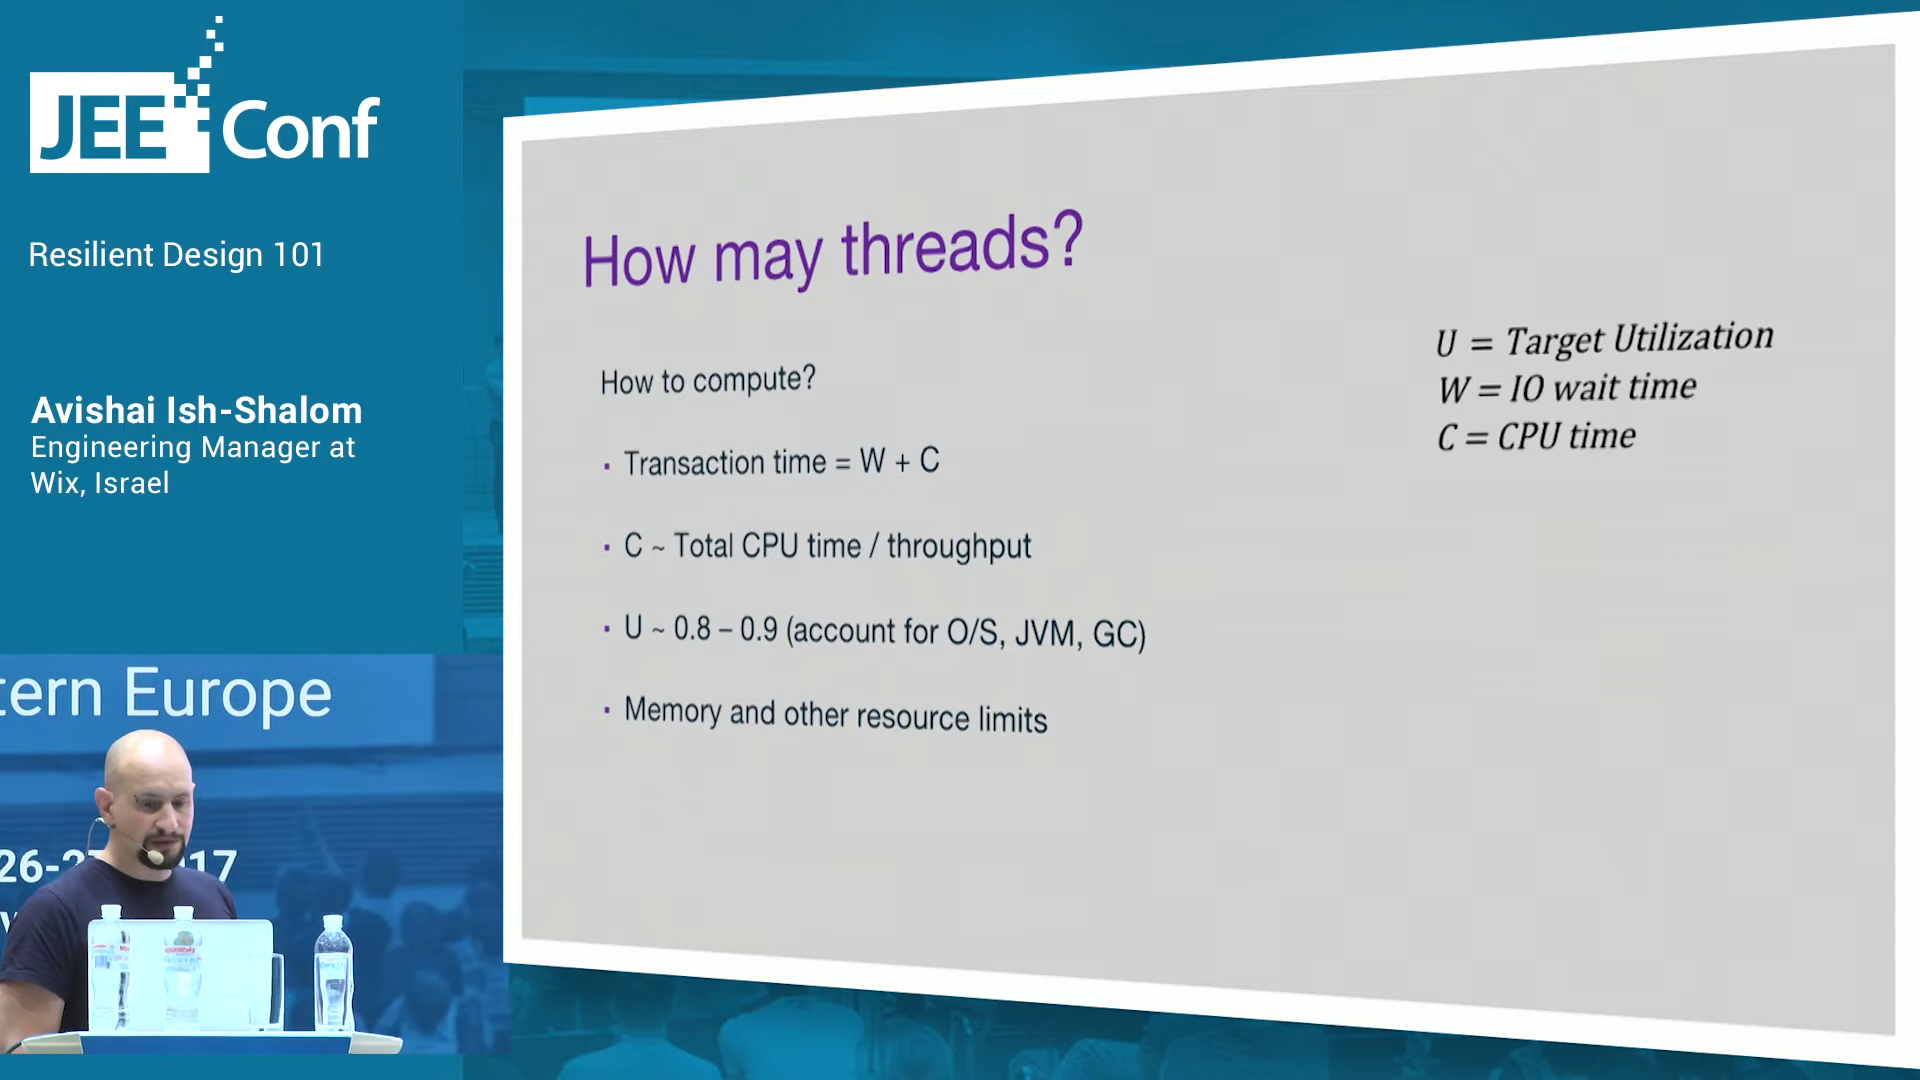 JEE Conf
Resilient Design 101
Avishai Ish-Shalom
Engineering Manager at
Wix, Israel
tern Europe
26-2
17
How may threads?
How to compute?
· Transaction time = W + C
· C ~ Total CPU time / throughput
· U ~ 0.8 – 0.9 (account for O/S, JVM, GC)
· Memory and other resource limits
U = Target Utilization
W = IO wait time
C = CPU time